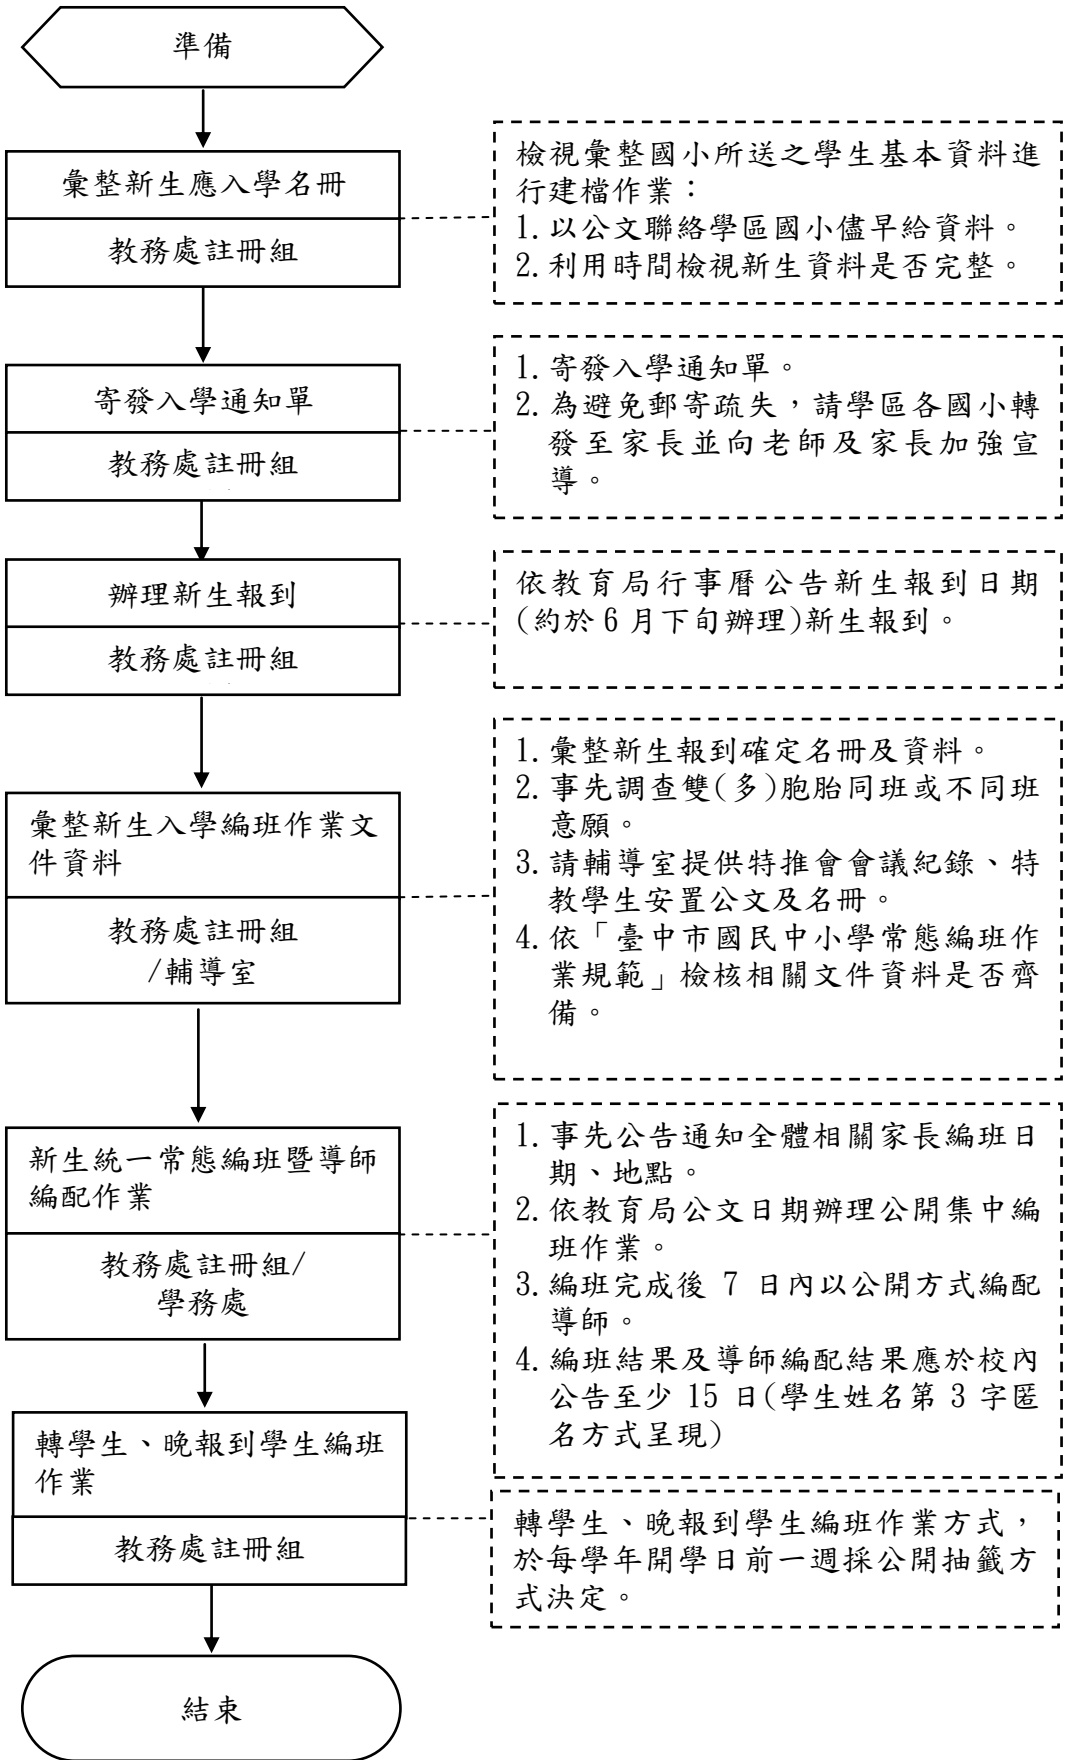 準備
彙整新生應入學名冊
教務處註冊組
檢視彙整國小所送之學生基本資料進
行建檔作業：
1.以公文聯絡學區國小儘早給資料。
2.利用時間檢視新生資料是否完整。
寄發入學通知單
教務處註冊組
1.寄發入學通知單。
2.為避免郵寄疏失，請學區各國小轉
發至家長並向老師及家長加強宣
導。
辦理新生報到
教務處註冊組
依教育局行事曆公告新生報到日期
(約於6月下旬辦理)新生報到。
彙整新生入學編班作業文
件資料
教務處註冊組
/輔導室
1.彙整新生報到確定名冊及資料。
2.事先調查雙(多)胞胎同班或不同班
意願。
3.請輔導室提供特推會會議紀錄、特
教學生安置公文及名冊。
4.依「臺中市國民中小學常態編班作
業規範」檢核相關文件資料是否齊
備。
新生統一常態編班暨導師
編配作業
教務處註冊組/
學務處
1.事先公告通知全體相關家長編班日
期、地點。
2.依教育局公文日期辦理公開集中編
班作業。
3.編班完成後 7 日內以公開方式編配
導師。
4.編班結果及導師編配結果應於校內
公告至少 15 日(學生姓名第 3 字匿
名方式呈現)
轉學生、晚報到學生編班
作業
教務處註冊組
轉學生、晚報到學生編班作業方式，
於每學年開學日前一週採公開抽籤方
式決定。
結束